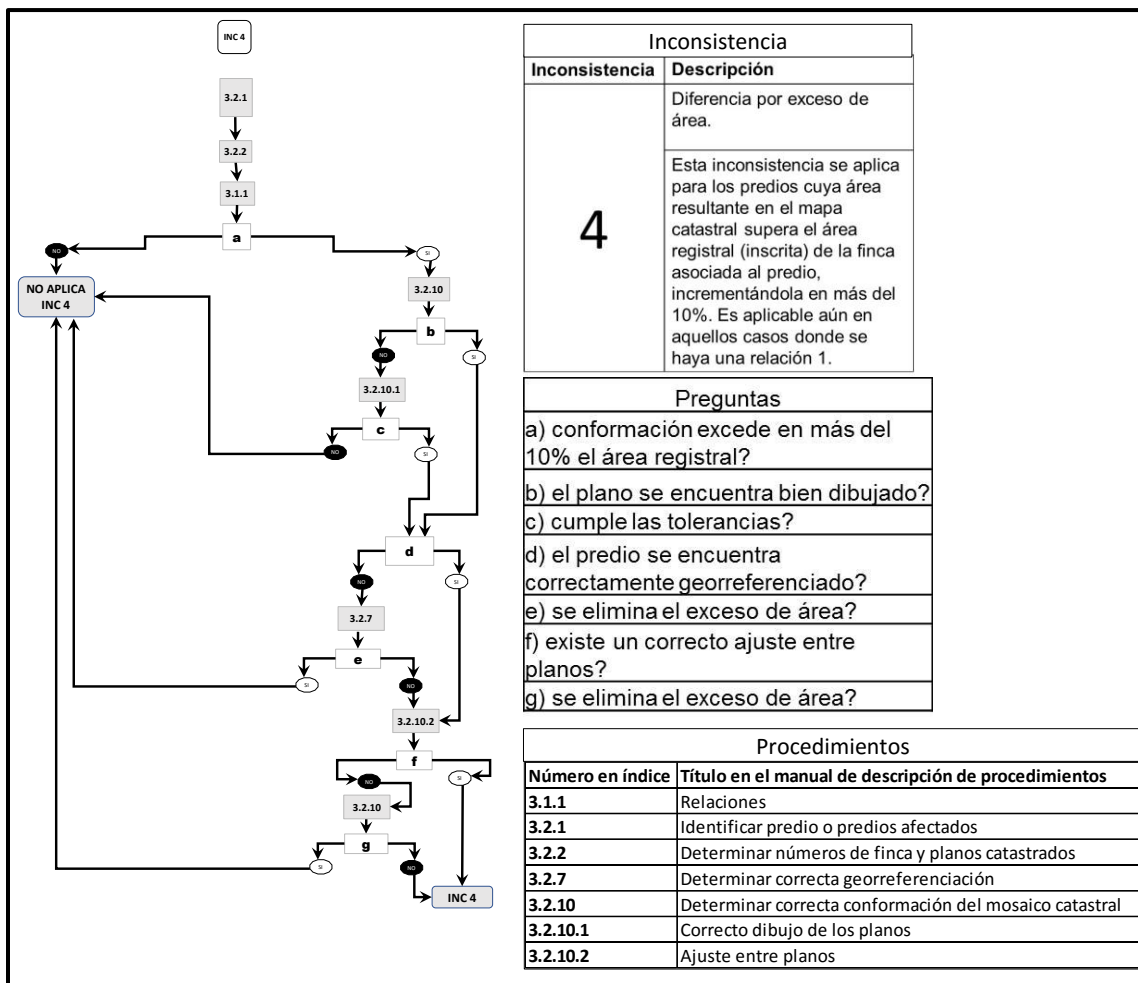 INC 4
3.2.1
3.2.2
3.1.1
a
NO
SI
NO APLICA
INC 4
3.2.10
b
NO
SI
3.2.10.1
c
NO
SI
d
NO
SI
3.2.7
e
SI
NO
3.2.10.2
f
NO
SI
NO
3.2.10
g
SI
NO
INC 4
Inconsistencia
Inconsistencia Descripción
4
Diferencia por exceso de
área.
Esta inconsistencia se aplica
para los predios cuya área
resultante en el mapa
catastral supera el área
registral (inscrita) de la finca
asociada al predio,
incrementándola en más del
10%. Es aplicable aún en
aquellos casos donde se
haya una relación 1.
Preguntas
a) conformación excede en más del
10% el área registral?
b) el plano se encuentra bien dibujado?
c) cumple las tolerancias?
d) el predio se encuentra
correctamente georreferenciado?
e) se elimina el exceso de área?
f) existe un correcto ajuste entre
planos?
g) se elimina el exceso de área?
Procedimientos
Número en índice Título en el manual de descripción de procedimientos
3.1.1 Relaciones
3.2.1 Identificar predio o predios afectados
3.2.2 Determinar números de finca y planos catastrados
3.2.7 Determinar correcta georreferenciación
3.2.10 Determinar correcta conformación del mosaico catastral
3.2.10.1 Correcto dibujo de los planos
3.2.10.2 Ajuste entre planos